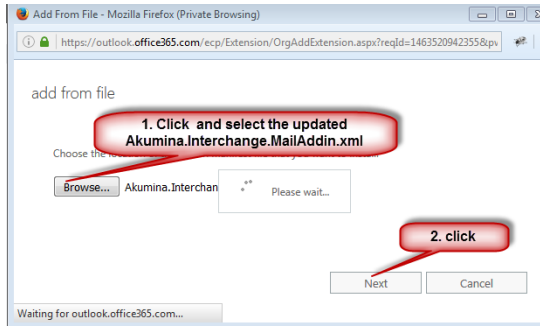 Add From File - Mozilla Firefox (Private Browsing)
https://outlook.office365.com/ecp/Extension/OrgAddExtension.aspx?reqId=1463520942355&pv
add from file
1. Click and select the updated
Akumina.Interchange.MailAddin.xml
Choose the
Browse... Akumina.Interchan
Please wait...
2. click
Next Cancel
Waiting for outlook.office365.com...